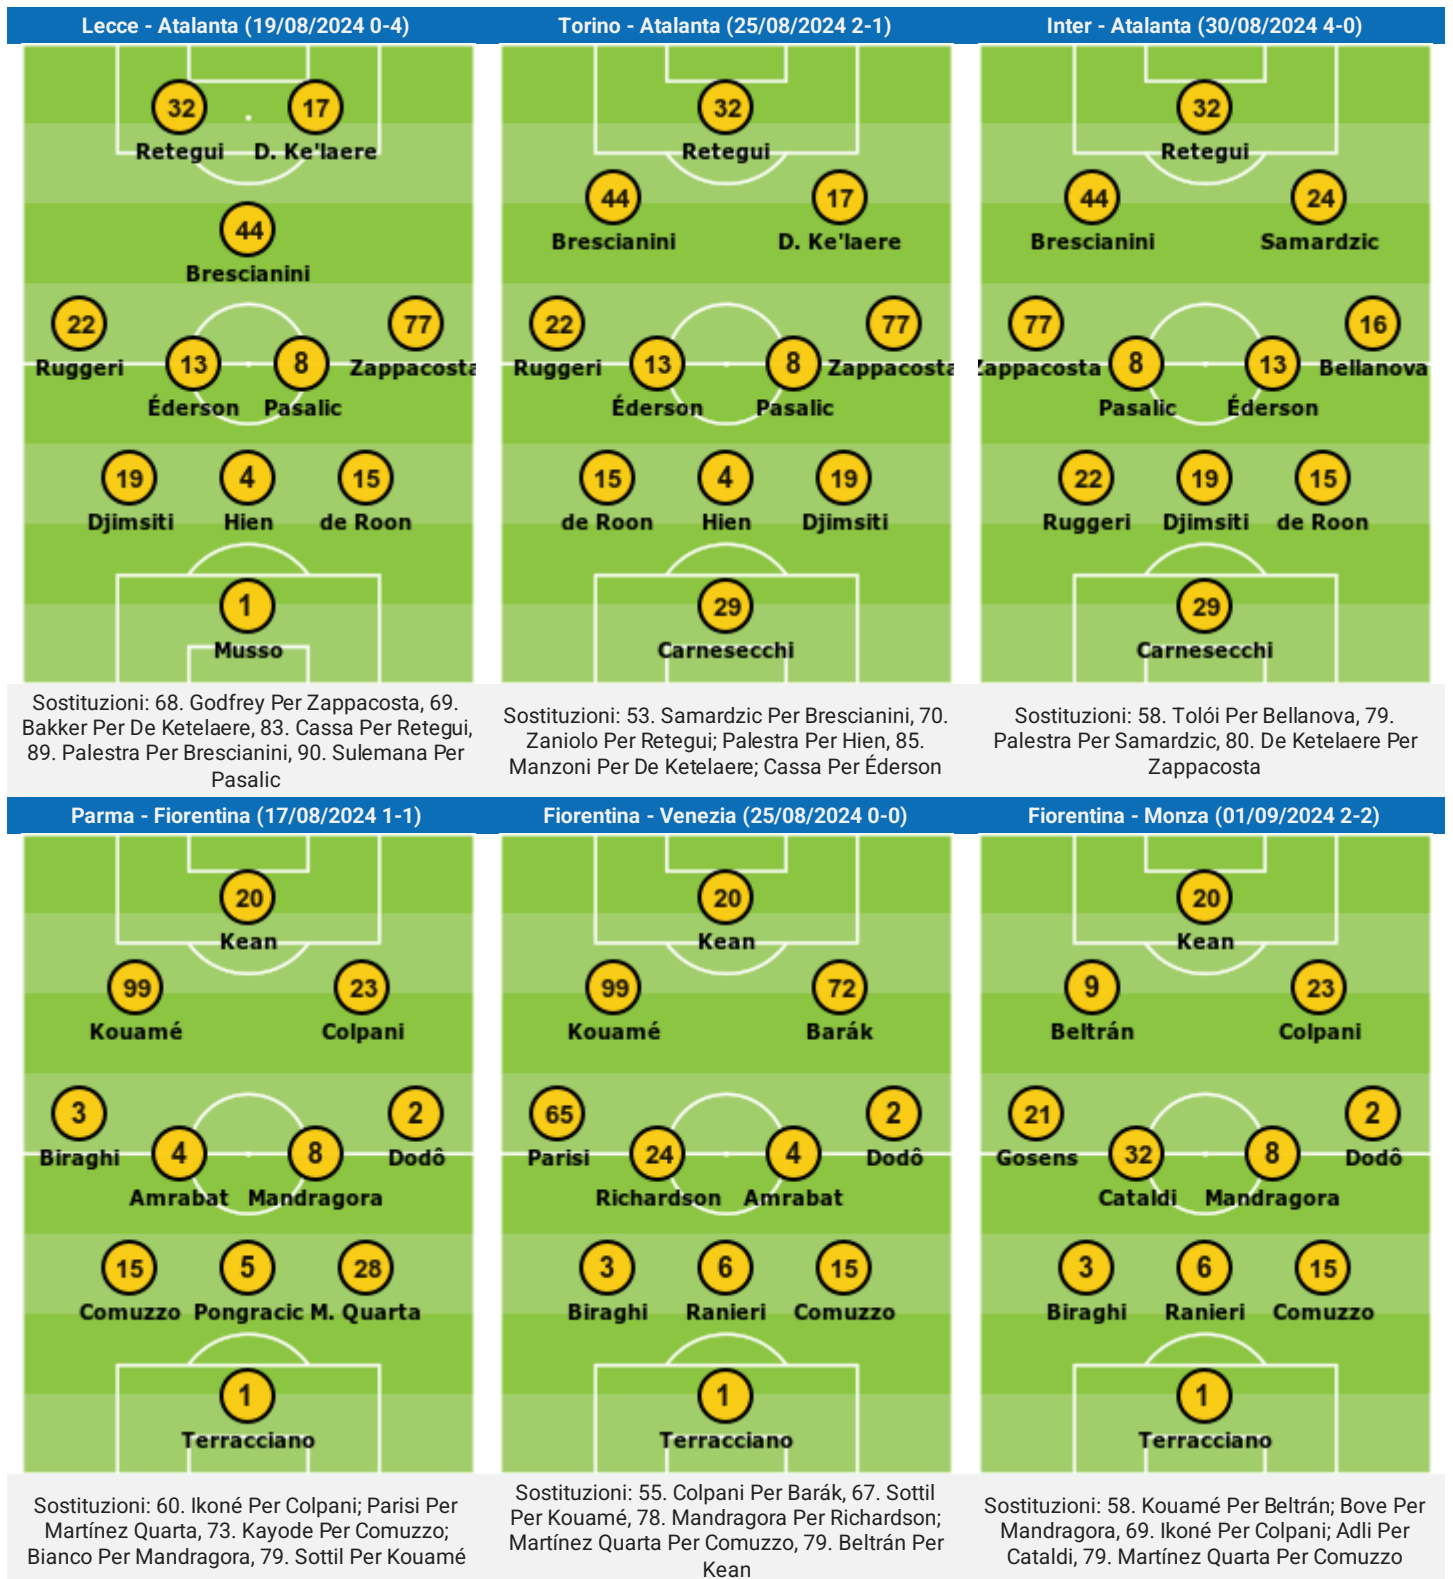 Lecce - Atalanta (19/08/2024 0-4)
32
17
Retegui
D. Ke'laere
44
Brescianini
22
77
Ruggeri
13
8
Zappacosta
Éderson
Pasalic
19
4
15
Djimsiti
Hien
de Roon
1
Musso
Sostituzioni: 68. Godfrey Per Zappacosta, 69.
Bakker Per De Ketelaere, 83. Cassa Per Retegui,
89. Palestra Per Brescianini, 90. Sulemana Per
Pasalic
Torino - Atalanta (25/08/2024 2-1)
32
Retegui
44
17
Brescianini
D. Ke'laere
22
77
Ruggeri
13
8
Zappacosta
Éderson
Pasalic
15
4
19
de Roon
Hien
Djimsiti
29
Carnesecchi
Sostituzioni: 53. Samardzic Per Brescianini, 70.
Zaniolo Per Retegui; Palestra Per Hien, 85.
Manzoni Per De Ketelaere; Cassa Per Éderson
Inter - Atalanta (30/08/2024 4-0)
32
Retegui
44
24
Brescianini
Samardzic
77
16
Zappacosta
8
13
Bellanova
Pasalic
Éderson
22
19
15
Ruggeri
Djimsiti
de Roon
29
Carnesecchi
Sostituzioni: 58. Tolói Per Bellanova, 79.
Palestra Per Samardzic, 80. De Ketelaere Per
Zappacosta
Parma - Fiorentina (17/08/2024 1-1)
20
Kean
99
23
Kouamé
Colpani
3
2
Biraghi
4
8
Dodô
Amrabat
Mandragora
15
5
28
Comuzzo
Pongracic
M. Quarta
1
Terracciano
Sostituzioni: 60. Ikoné Per Colpani; Parisi Per
Martínez Quarta, 73. Kayode Per Comuzzo;
Bianco Per Mandragora, 79. Sottil Per Kouamé
Fiorentina - Venezia (25/08/2024 0-0)
20
Kean
99
72
Kouamé
Barák
65
2
Parisi
24
4
Dodô
Richardson
Amrabat
3
6
15
Biraghi
Ranieri
Comuzzo
1
Terracciano
Sostituzioni: 55. Colpani Per Barák, 67. Sottil
Per Kouamé, 78. Mandragora Per Richardson;
Martínez Quarta Per Comuzzo, 79. Beltrán Per
Kean
Fiorentina - Monza (01/09/2024 2-2)
20
Kean
9
23
Beltrán
Colpani
21
2
Gosens
32
8
Dodô
Cataldi
Mandragora
3
6
15
Biraghi
Ranieri
Comuzzo
1
Terracciano
Sostituzioni: 58. Kouamé Per Beltrán; Bove Per
Mandragora, 69. Ikoné Per Colpani; Adli Per
Cataldi, 79. Martínez Quarta Per Comuzzo